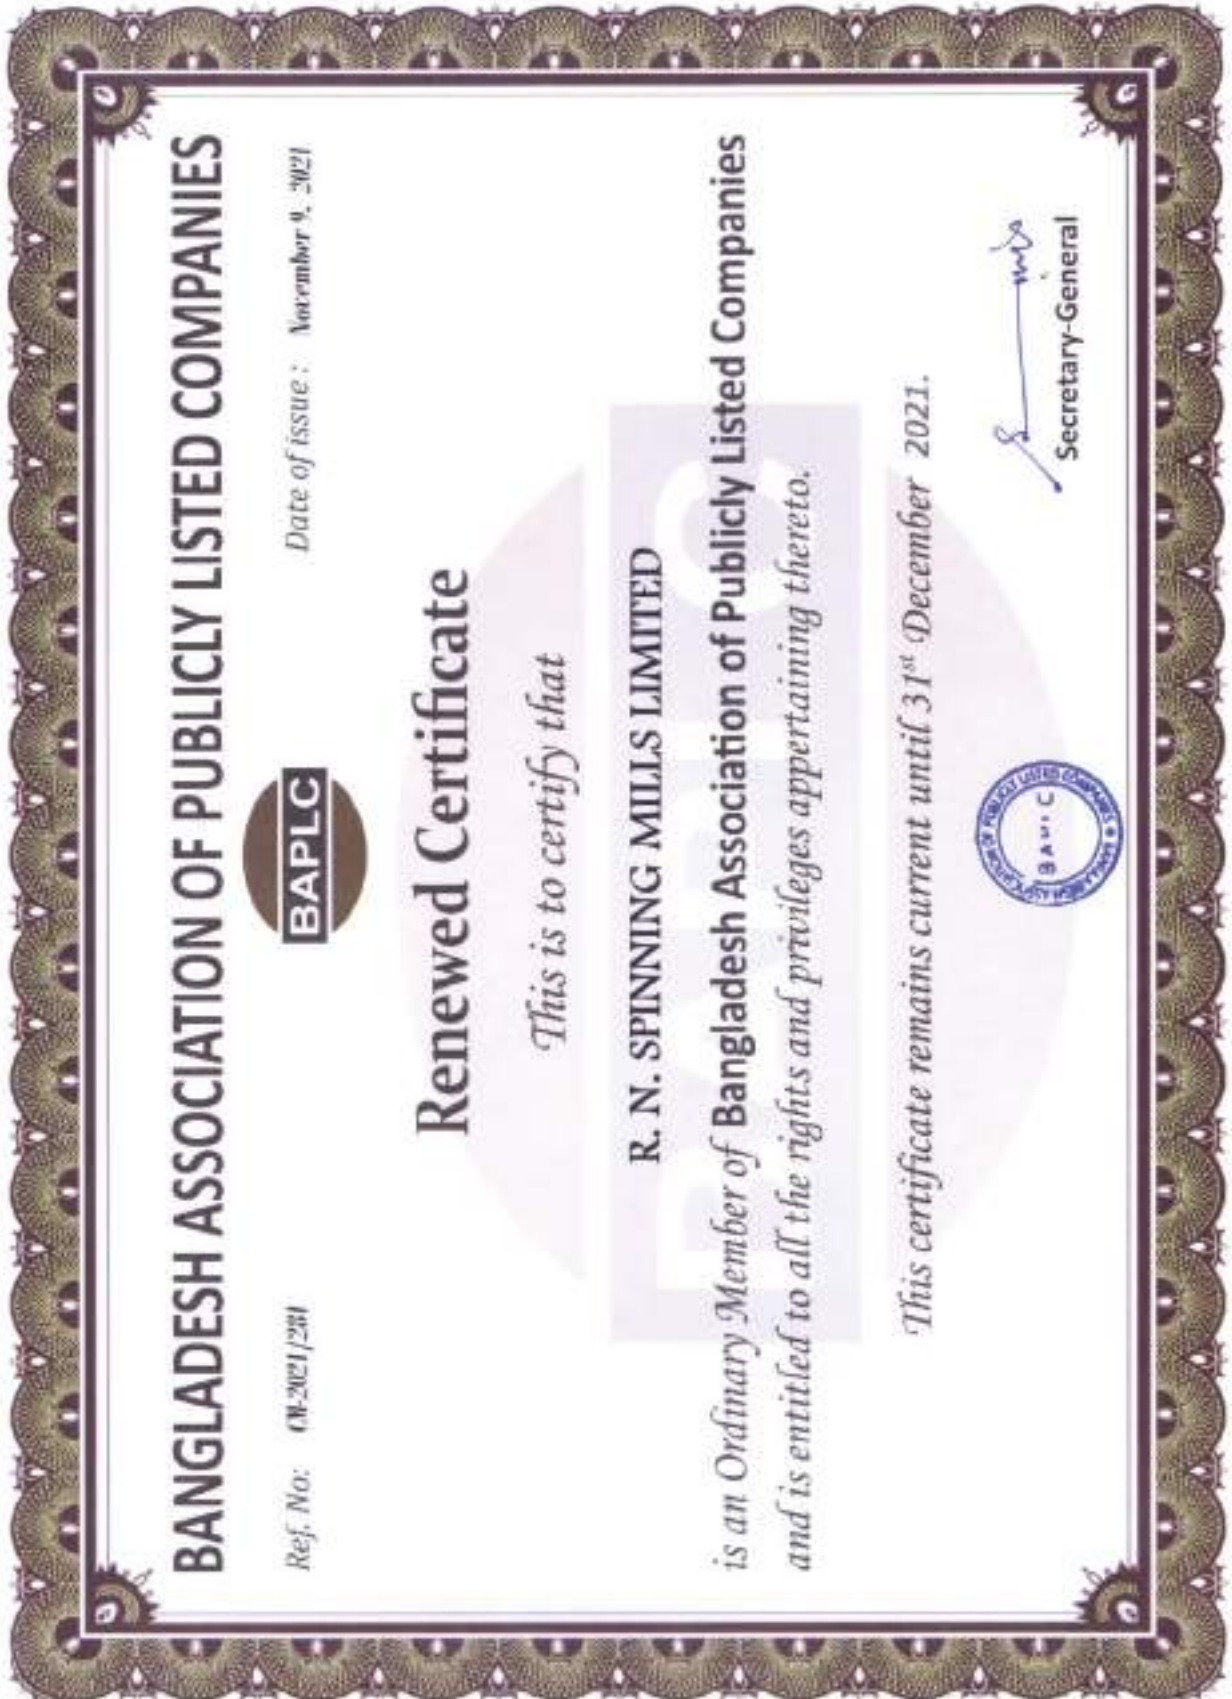 BANGLADESH ASSOCIATION OF PUBLICLY LISTED COMPANIES
Ref. No: CM-2021/281
Date of issue : November 9, 2021
BAPLC
Renewed Certificate
This is to certify that
R. N. SPINNING MILLS LIMITED
is an Ordinary Member of Bangladesh Association of Publicly Listed Companies
and is entitled to all the rights and privileges appertaining thereto.
This certificate remains current until 31st December 2021.
Secretary-General